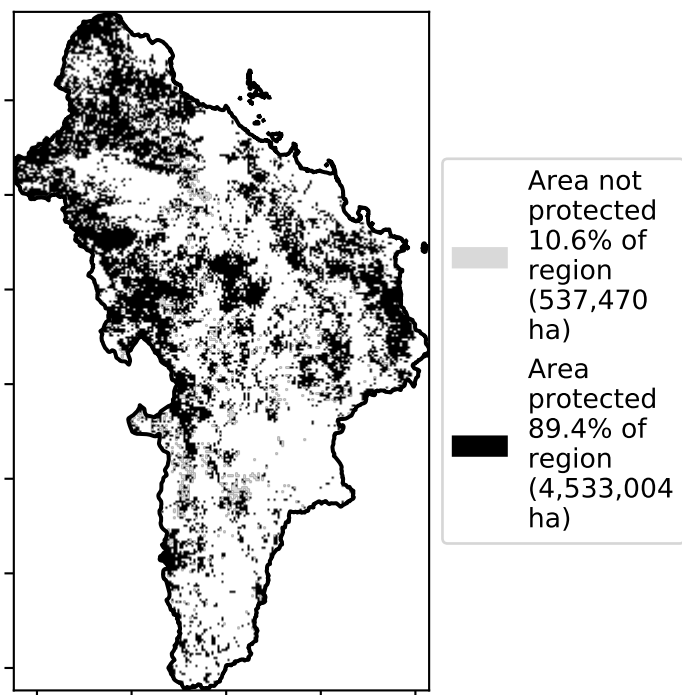 Area not
protected
10.6% of
region
(537,470
ha)
Area
protected
89.4% of
region
(4,533,004
ha)